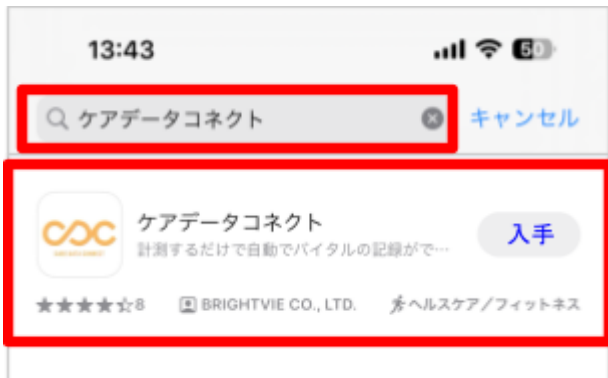 13:43
50
ケアデータコネクト
キャンセル
ケアデータコネクト
計測するだけで自動でバイタルの記録がで…
入手
★★★★☆8 BRIGHTVIE CO., LTD. ヘルスケア/フィットネス